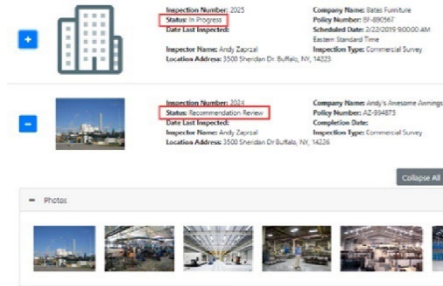 Inspection Number: 2025
Status: In Progress
Date Last Inspected:
Inspector Name: Andy Zaprzal
Location Address: 3500 Sheridan Dr Buffalo, NY, 14225
Company Name: Bates Furniture
Policy Number: BF-890567
Scheduled Date: 2/22/2019 9:00:00 AM
Eastern Standard Time
Inspection Type: Commercial Survey
Inspection Number: 2024
Status: Recommendation Review
Date Last Inspected:
Inspector Name: Andy Zaprzal
Location Address: 3500 Sheridan Dr Buffalo, NY, 14226
Company Name: Andy's Awesome Awnings
Policy Number: AZ-894873
Completion Date:
Inspection Type: Commercial Survey
Collapse All
Photos